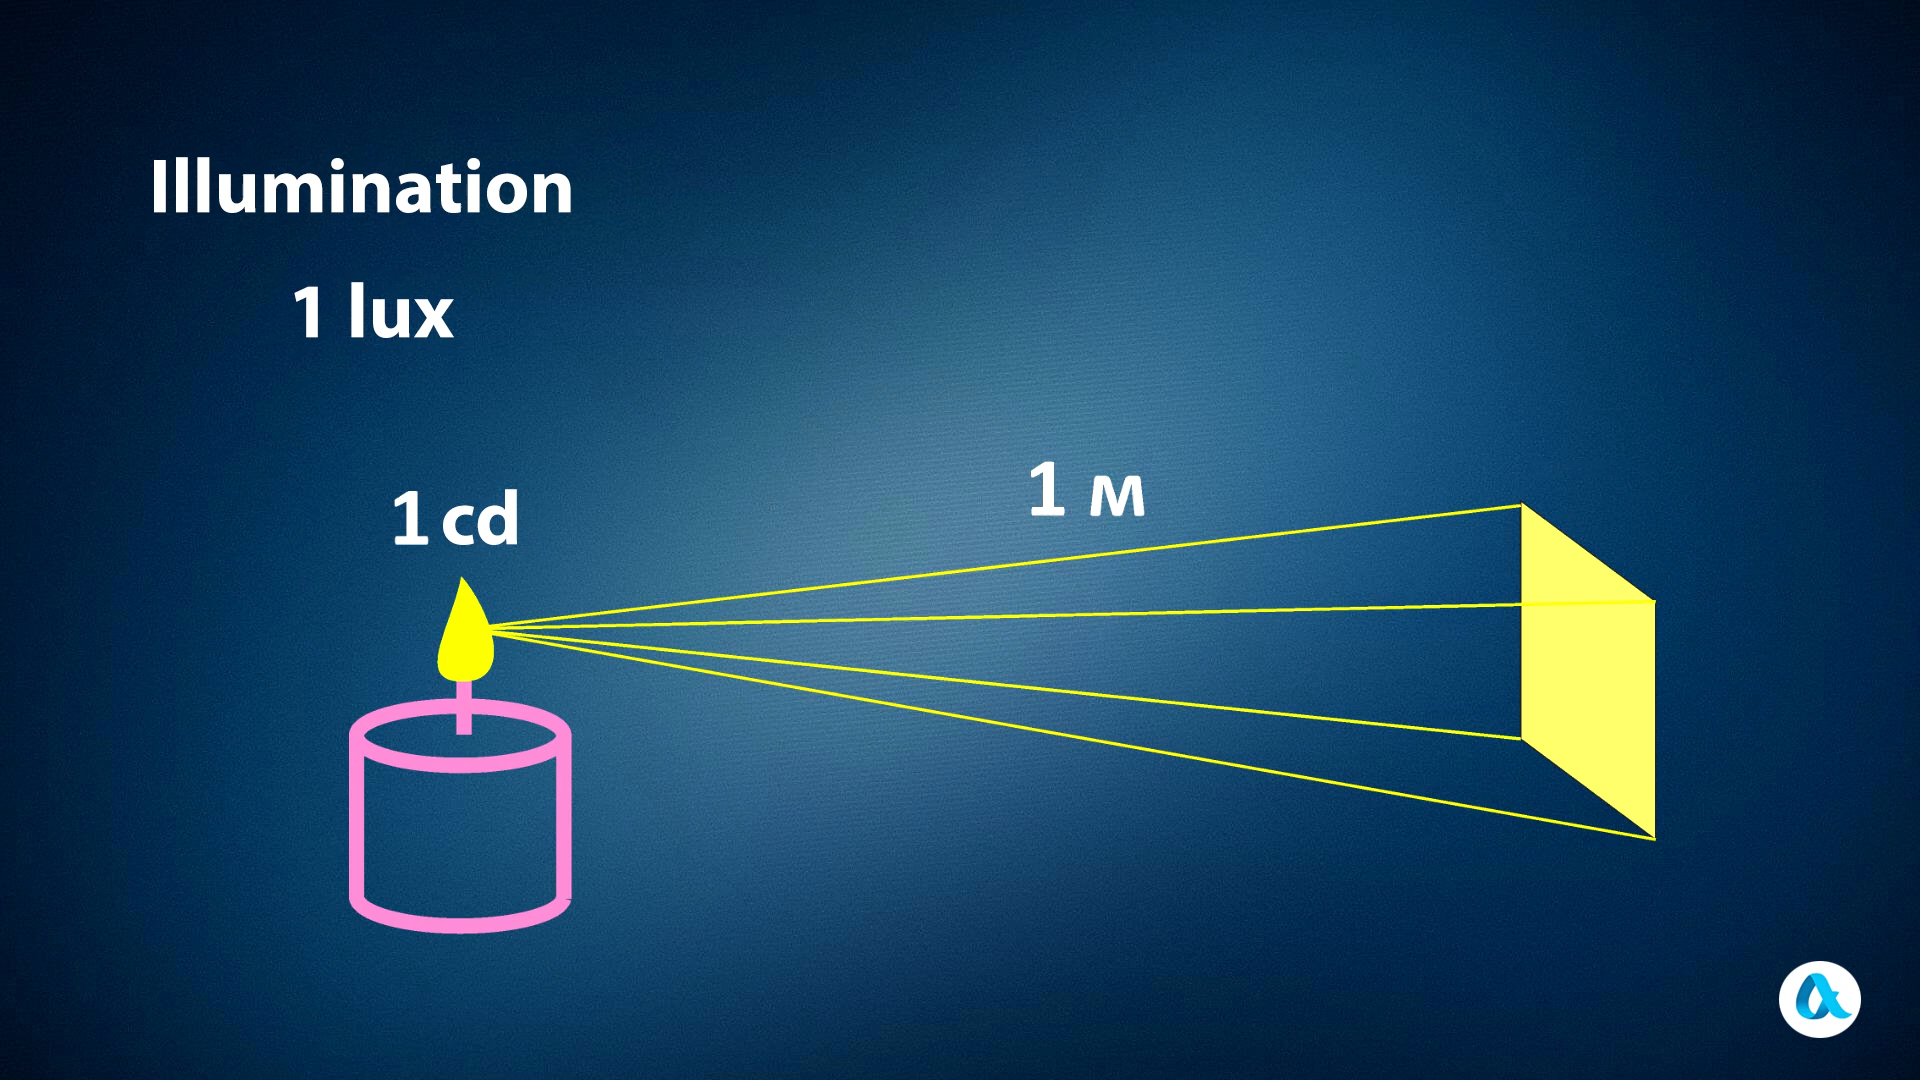 Illumination
1 lux
1 cd
1 м